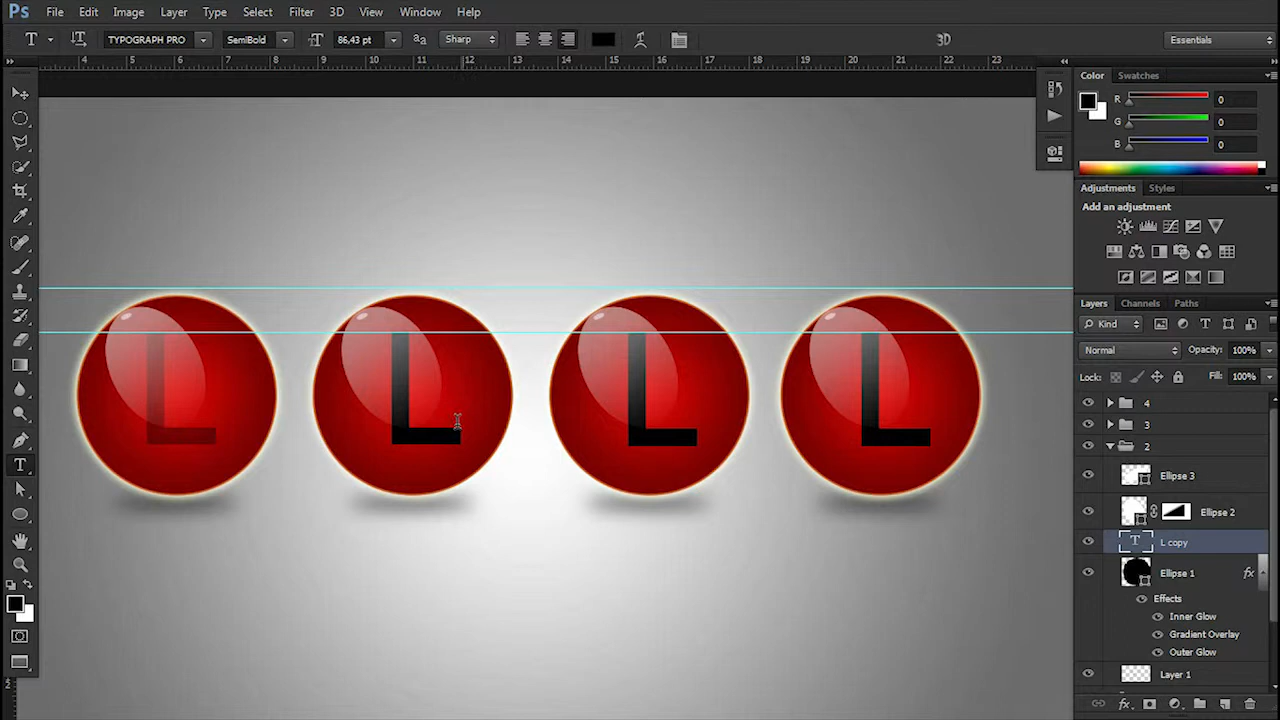 Ps File Edit Image Layer Type Select Filter 3D View Window Help
T TYPOGRAPH PRO SemiBold 86,43 pt aa Sharp 3D Essentials
4 5 6 7 8 9 10 11 12 13 14 15 16 17 18 19 20 21 22 23
Color Swatches
R 0
G 0
B 0
Adjustments Styles
Add an adjustment
Layers Channels Paths
Kind
Normal Opacity: 100%
Lock: Fill: 100%
4
3
2
Ellipse 3
Ellipse 2
T L copy
Ellipse 1 fx
Effects
Inner Glow
Gradient Overlay
Outer Glow
Layer 1
fx
L L L L
T
2